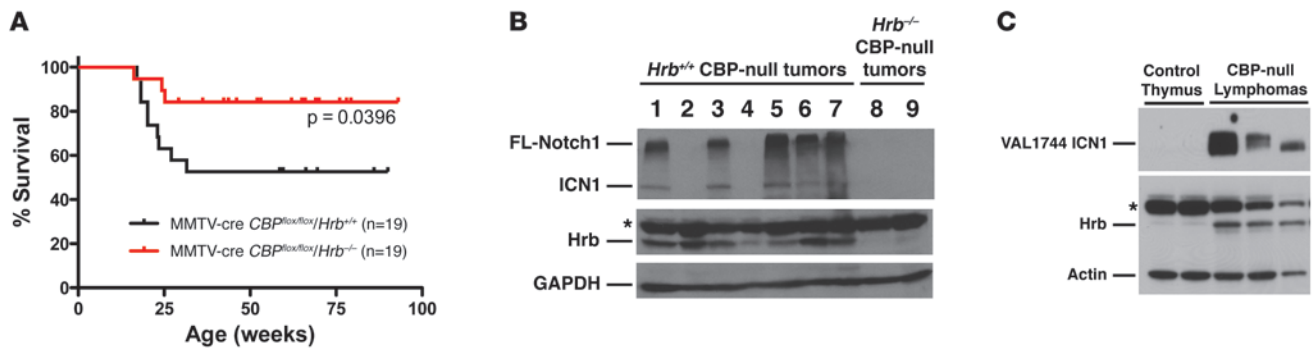 A
% Survival
100
80
60
40
20
0
p = 0.0396
MMTV-cre CBPflox/flox/Hrb+/+ (n=19)
MMTV-cre CBPflox/flox/Hrb–/– (n=19)
0 25 50 75 100
Age (weeks)
B
Hrb+/+ CBP-null tumors
Hrb–/–
CBP-null
tumors
1 2 3 4 5 6 7 8 9
FL-Notch1
ICN1
*
Hrb
GAPDH
C
Control
Thymus
CBP-null
Lymphomas
VAL1744 ICN1
*
Hrb
Actin